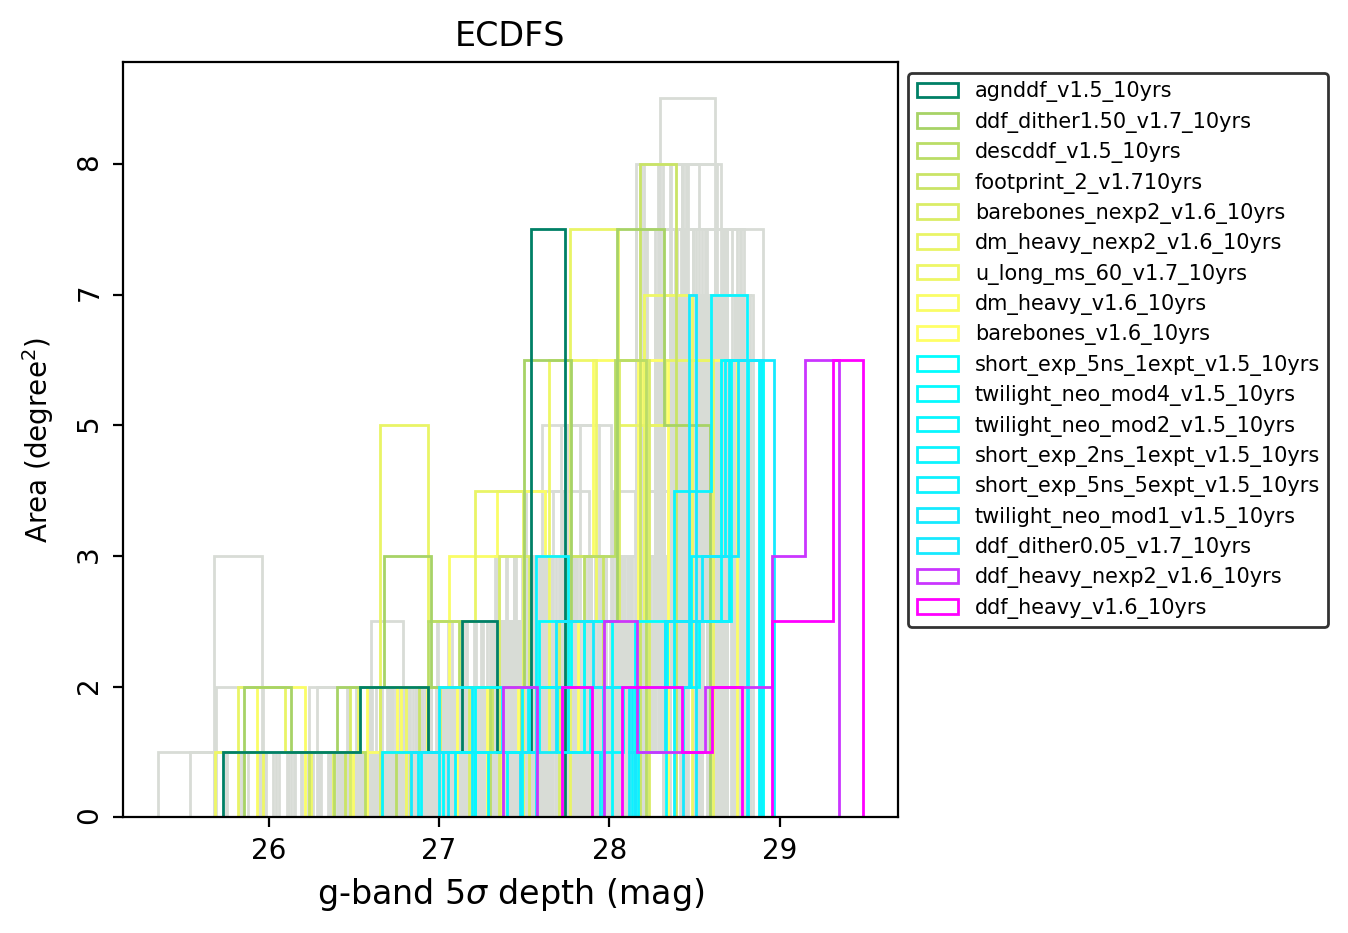 ECDFS
Area (degree²)
8
7
5
3
2
0
26 27 28 29
g-band 5σ depth (mag)
agnddf_v1.5_10yrs
ddf_dither1.50_v1.7_10yrs
descddf_v1.5_10yrs
footprint_2_v1.710yrs
barebones_nexp2_v1.6_10yrs
dm_heavy_nexp2_v1.6_10yrs
u_long_ms_60_v1.7_10yrs
dm_heavy_v1.6_10yrs
barebones_v1.6_10yrs
short_exp_5ns_1expt_v1.5_10yrs
twilight_neo_mod4_v1.5_10yrs
twilight_neo_mod2_v1.5_10yrs
short_exp_2ns_1expt_v1.5_10yrs
short_exp_5ns_5expt_v1.5_10yrs
twilight_neo_mod1_v1.5_10yrs
ddf_dither0.05_v1.7_10yrs
ddf_heavy_nexp2_v1.6_10yrs
ddf_heavy_v1.6_10yrs